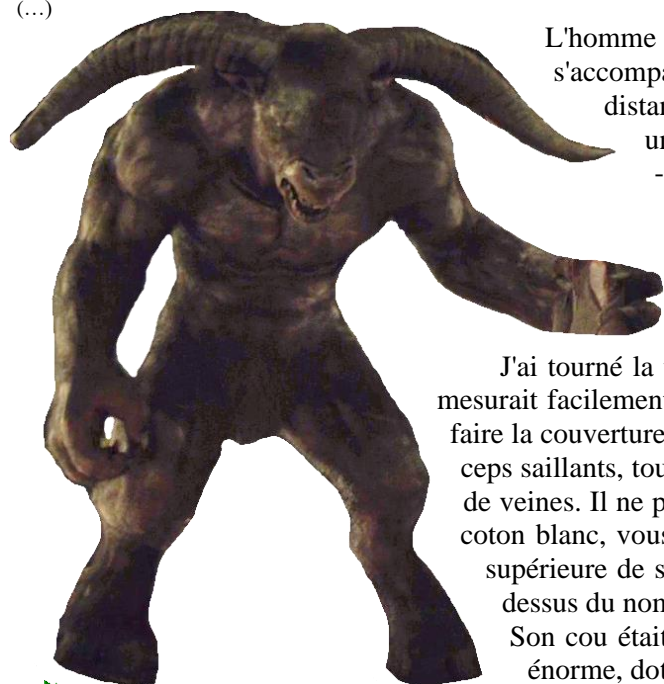 (…)
L'homme
s'accompa
distan
un
-
J'ai tourné la
mesurait facilement
faire la couverture
ceps saillants, tou
de veines. Il ne p
coton blanc, vous
supérieure de s
dessus du nom
Son cou était
énorme, dot